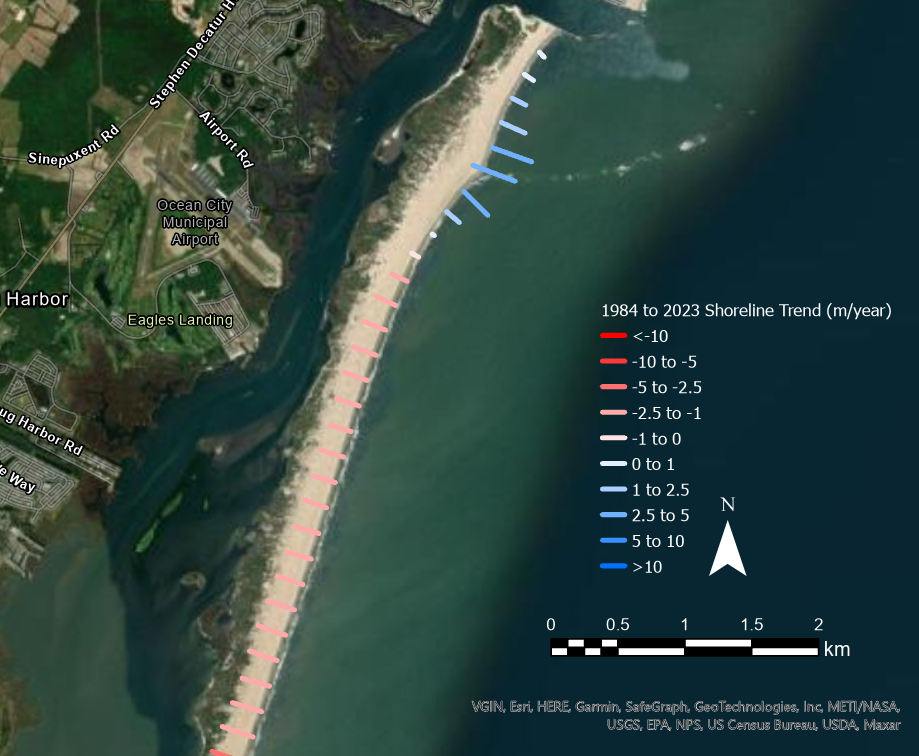 Stephen Decatur H
Sinepuxent Rd
Airport Rd
Ocean City
Municipal
Airport
Harbor
Eagles Landing
ug Harbor Rd
e Way
1984 to 2023 Shoreline Trend (m/year)
<-10
-10 to -5
-5 to -2.5
-2.5 to -1
-1 to 0
0 to 1
1 to 2.5
2.5 to 5
5 to 10
>10
N
0 0.5 1 1.5 2
km
VGIN, Esri, HERE, Garmin, SafeGraph, GeoTechnologies, Inc, METI/NASA,
USGS, EPA, NPS, US Census Bureau, USDA, Maxar